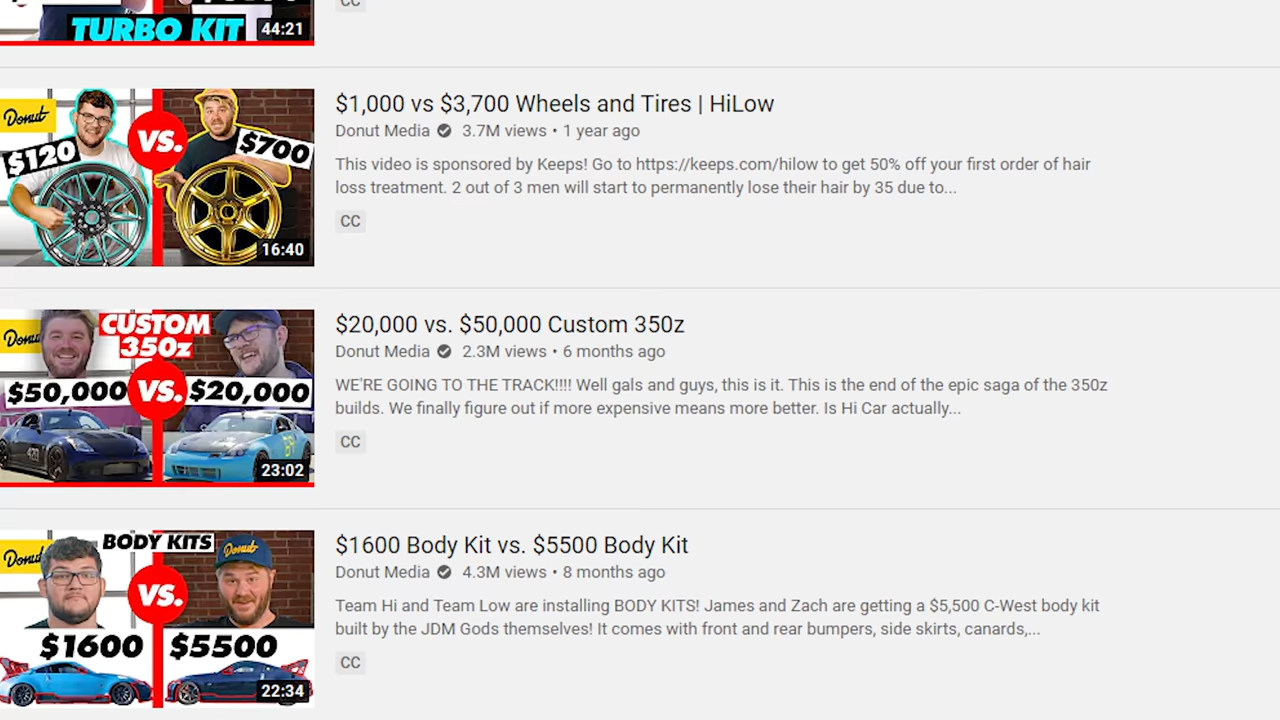 CC
TURBO KIT
44:21
Donut
VS.
$120
$700
16:40
$1,000 vs $3,700 Wheels and Tires | HiLow
Donut Media 3.7M views • 1 year ago
This video is sponsored by Keeps! Go to https://keeps.com/hilow to get 50% off your first order of hair
loss treatment. 2 out of 3 men will start to permanently lose their hair by 35 due to...
CC
Donut
CUSTOM
350z
$50,000 VS. $20,000
23:02
$20,000 vs. $50,000 Custom 350z
Donut Media 2.3M views • 6 months ago
WE'RE GOING TO THE TRACK!!!! Well gals and guys, this is it. This is the end of the epic saga of the 350z
builds. We finally figure out if more expensive means more better. Is Hi Car actually...
CC
Donut
BODY KITS
Donut
VS.
$1600 $5500
22:34
$1600 Body Kit vs. $5500 Body Kit
Donut Media 4.3M views • 8 months ago
Team Hi and Team Low are installing BODY KITS! James and Zach are getting a $5,500 C-West body kit
built by the JDM Gods themselves! It comes with front and rear bumpers, side skirts, canards,...
CC